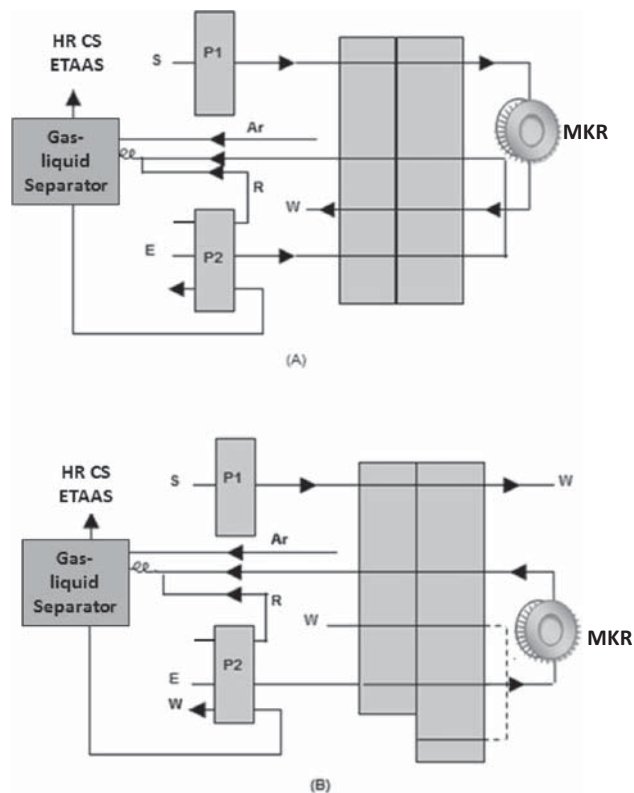 HR CS
ETAAS
S
P1
Gas-
liquid
Separator
Ar
MKR
R
W
E
P2
(A)
HR CS
ETAAS
S
P1
W
Gas-
liquid
Separator
Ar
R
W
MKR
P2
E
W
(B)